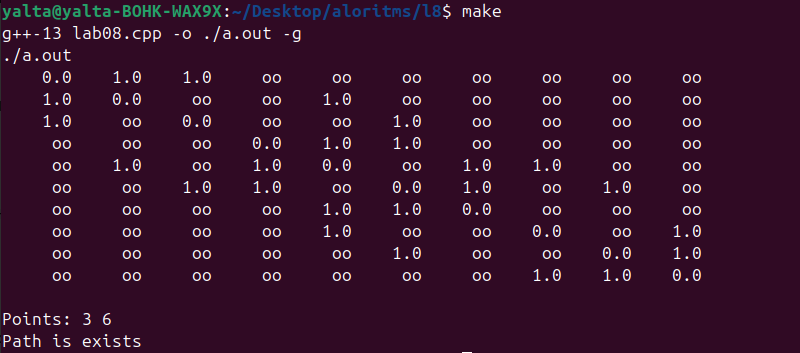 yalta@yalta-BOHK-WAX9X:~/Desktop/aloritms/l8$ make
g++-13 lab08.cpp -o ./a.out -g
./a.out
0.0 1.0 1.0 oo oo oo oo oo oo oo
1.0 0.0 oo oo 1.0 oo oo oo oo oo
1.0 oo 0.0 oo oo 1.0 oo oo oo oo
oo oo oo 0.0 1.0 1.0 oo oo oo oo
oo 1.0 oo 1.0 0.0 oo 1.0 1.0 oo oo
oo oo 1.0 1.0 oo 0.0 1.0 oo 1.0 oo
oo oo oo oo 1.0 1.0 0.0 oo oo oo
oo oo oo oo 1.0 oo oo 0.0 oo 1.0
oo oo oo oo oo 1.0 oo oo 0.0 1.0
oo oo oo oo oo oo oo 1.0 1.0 0.0
Points: 3 6
Path is exists